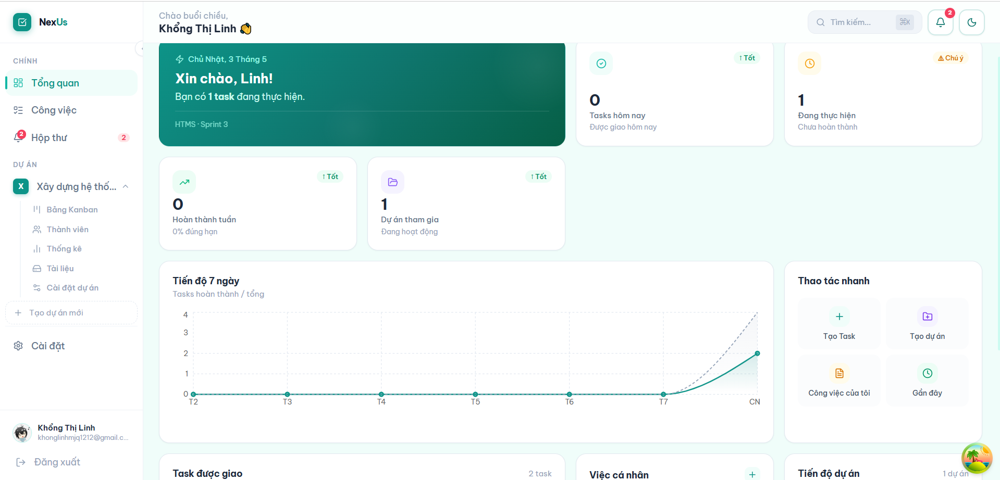 NexUs
CHÍNH
Tổng quan
Công việc
2
Hộp thư
2
DỰ ÁN
X
Xây dựng hệ thố...
Bảng Kanban
Thành viên
Thống kê
Tài liệu
Cài đặt dự án
+ Tạo dự án mới
Cài đặt
Khổng Thị Linh
khonglinhmjq1212@gmail.c...
Đăng xuất
Chào buổi chiều,
Khổng Thị Linh 👋
Tìm kiếm...
⌘K
2
Chủ Nhật, 3 Tháng 5
Xin chào, Linh!
Bạn có 1 task đang thực hiện.
HTMS · Sprint 3
↑ Tốt
0
Tasks hôm nay
Được giao hôm nay
⚠ Chú ý
1
Đang thực hiện
Chưa hoàn thành
↑ Tốt
0
Hoàn thành tuần
0% đúng hạn
↑ Tốt
1
Dự án tham gia
Đang hoạt động
Tiến độ 7 ngày
Tasks hoàn thành / tổng
4
3
2
1
0
T2 T3 T4 T5 T6 T7 CN
Thao tác nhanh
Tạo Task
Tạo dự án
Công việc của tôi
Gần đây
Task được giao
2 task
Việc cá nhân
+
Tiến độ dự án
1 dự án